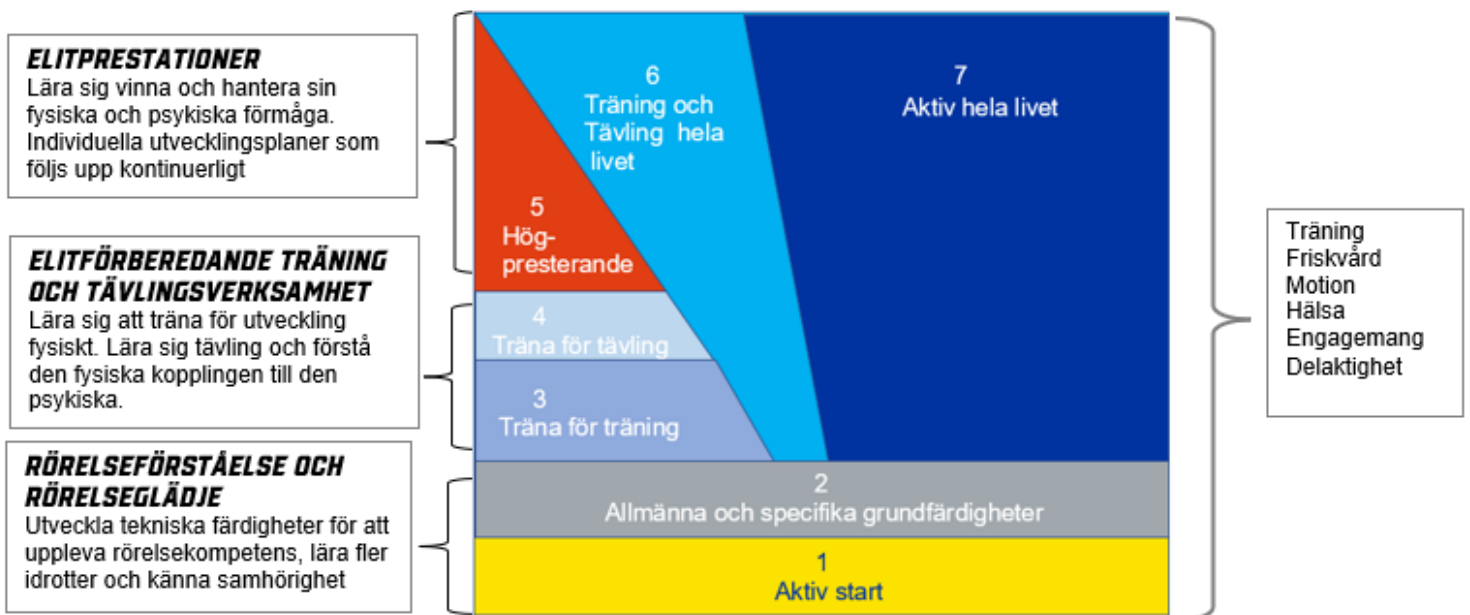 ELITPRESTATIONER
Lära sig vinna och hantera sin
fysiska och psykiska förmåga.
Individuella utvecklingsplaner som
följs upp kontinuerligt
ELITFÖRBEREDANDE TRÄNING
OCH TÄVLINGSVERKSAMHET
Lära sig att träna för utveckling
fysiskt. Lära sig tävling och förstå
den fysiska kopplingen till den
psykiska.
RÖRELSEFÖRSTÅELSE OCH
RÖRELSEGLÄDJE
Utveckla tekniska färdigheter för att
uppleva rörelsekompetens, lära fler
idrotter och känna samhörighet
6
Träning och
Tävling hela
livet
7
Aktiv hela livet
5
Hög-
presterande
4
Träna för tävling
3
Träna för träning
2
Allmänna och specifika grundfärdigheter
1
Aktiv start
Träning
Friskvård
Motion
Hälsa
Engagemang
Delaktighet